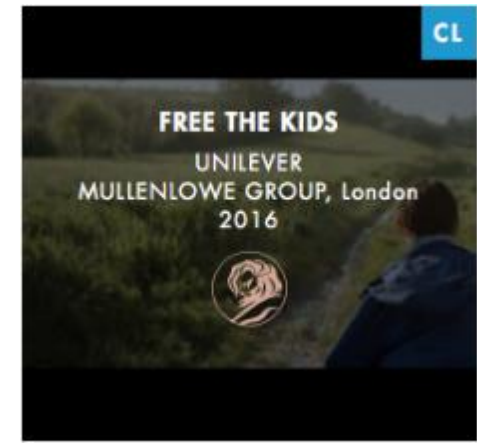 CL
FREE THE KIDS
UNILEVER
MULLENLOWE GROUP, London
2016